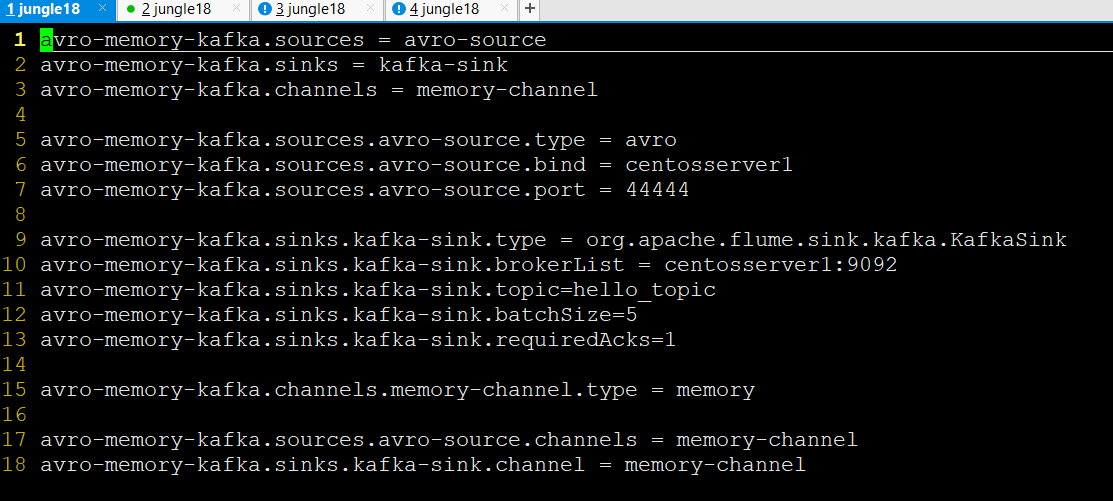 1 jungle18 × 2 jungle18 × 3 jungle18 × 4 jungle18 × +
1 avro-memory-kafka.sources = avro-source
2 avro-memory-kafka.sinks = kafka-sink
3 avro-memory-kafka.channels = memory-channel
4
5 avro-memory-kafka.sources.avro-source.type = avro
6 avro-memory-kafka.sources.avro-source.bind = centosserver1
7 avro-memory-kafka.sources.avro-source.port = 44444
8
9 avro-memory-kafka.sinks.kafka-sink.type = org.apache.flume.sink.kafka.KafkaSink
10 avro-memory-kafka.sinks.kafka-sink.brokerList = centosserver1:9092
11 avro-memory-kafka.sinks.kafka-sink.topic=hello_topic
12 avro-memory-kafka.sinks.kafka-sink.batchSize=5
13 avro-memory-kafka.sinks.kafka-sink.requiredAcks=1
14
15 avro-memory-kafka.channels.memory-channel.type = memory
16
17 avro-memory-kafka.sources.avro-source.channels = memory-channel
18 avro-memory-kafka.sinks.kafka-sink.channel = memory-channel